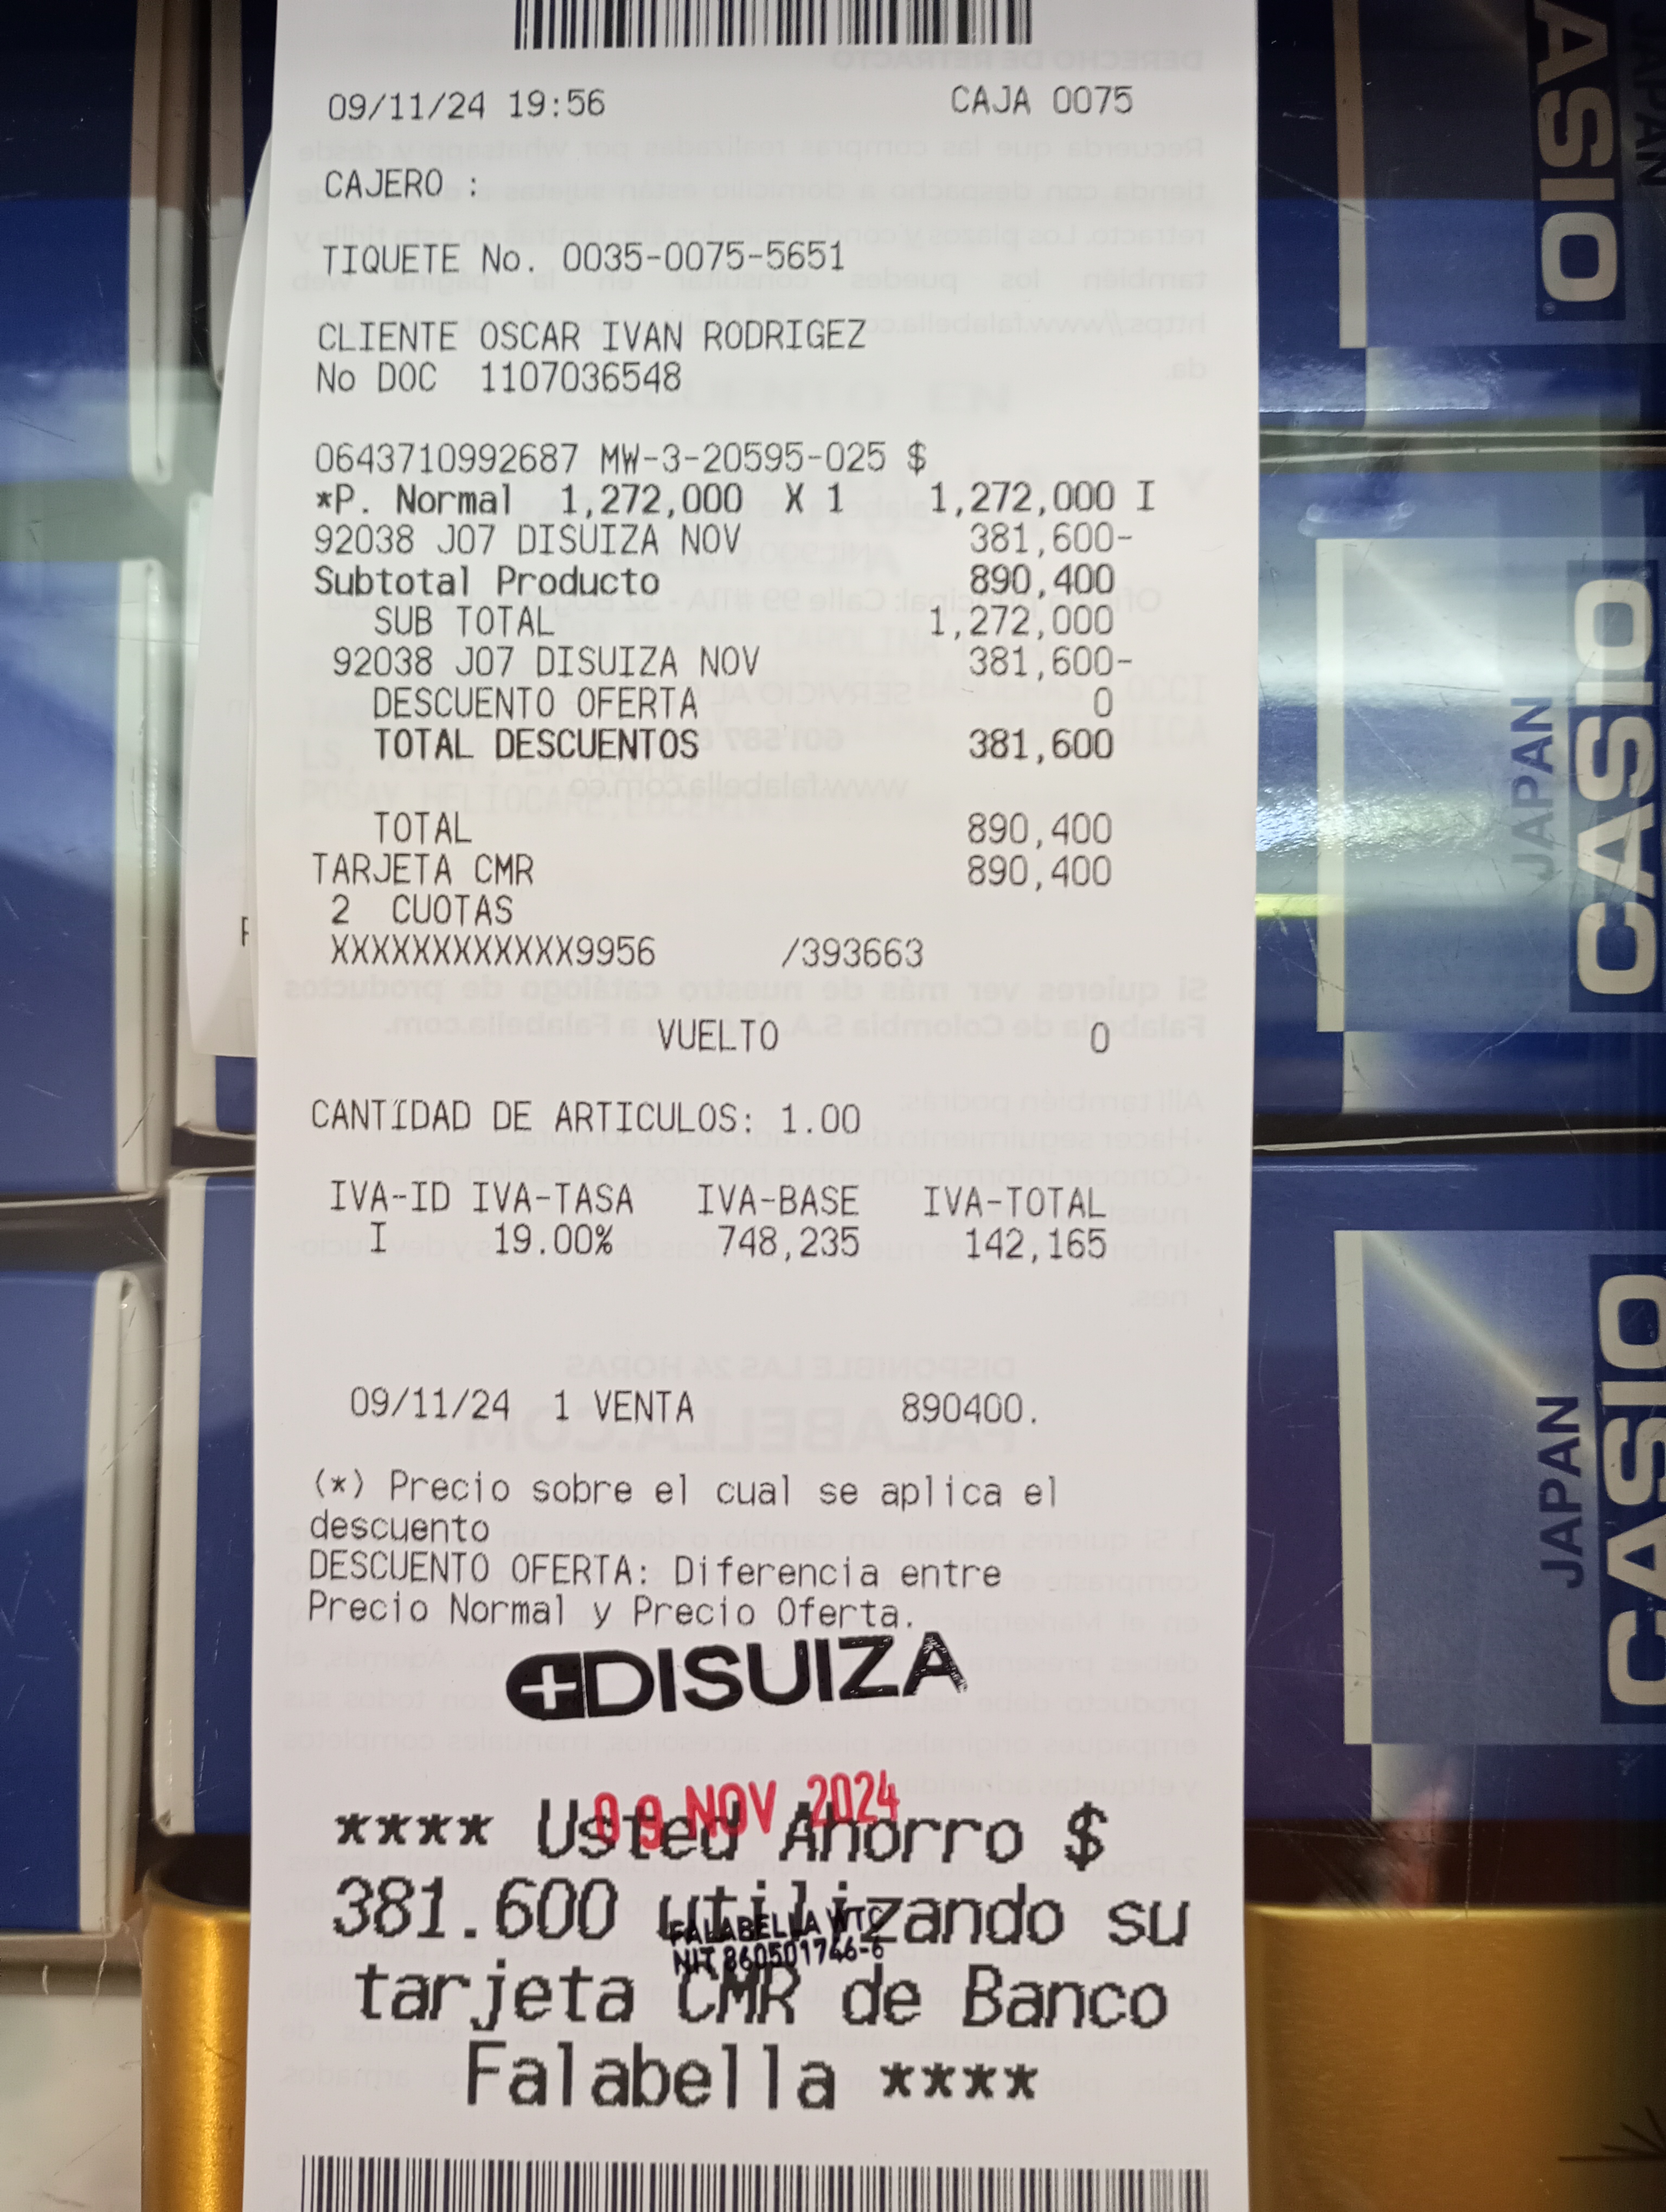 09/11/24 19:56 CAJA 0075
CAJERO :
TIQUETE No. 0035-0075-5651
CLIENTE OSCAR IVAN RODRIGEZ
No DOC 1107036548
0643710992687 MW-3-20595-025 $
*P. Normal 1,272,000 X 1 1,272,000 I
92038 J07 DISUIZA NOV 381,600-
Subtotal Producto 890,400
SUB TOTAL 1,272,000
92038 J07 DISUIZA NOV 381,600-
DESCUENTO OFERTA 0
TOTAL DESCUENTOS 381,600
TOTAL 890,400
TARJETA CMR 890,400
2 CUOTAS
XXXXXXXXXXXX9956 /393663
VUELTO 0
CANTIDAD DE ARTICULOS: 1.00
IVA-ID IVA-TASA IVA-BASE IVA-TOTAL
I 19.00% 748,235 142,165
09/11/24 1 VENTA 890400.
(*) Precio sobre el cual se aplica el
descuento
DESCUENTO OFERTA: Diferencia entre
Precio Normal y Precio Oferta.
DISUIZA
09 NOV 2024
**** Usted Ahorro $
381.600 utilizando su
FALABELLA WTC
NIT 860501766-6
tarjeta CMR de Banco
Falabella ****
ASIO
JAPAN
CASIO
JAPAN
CASIO
JAPAN